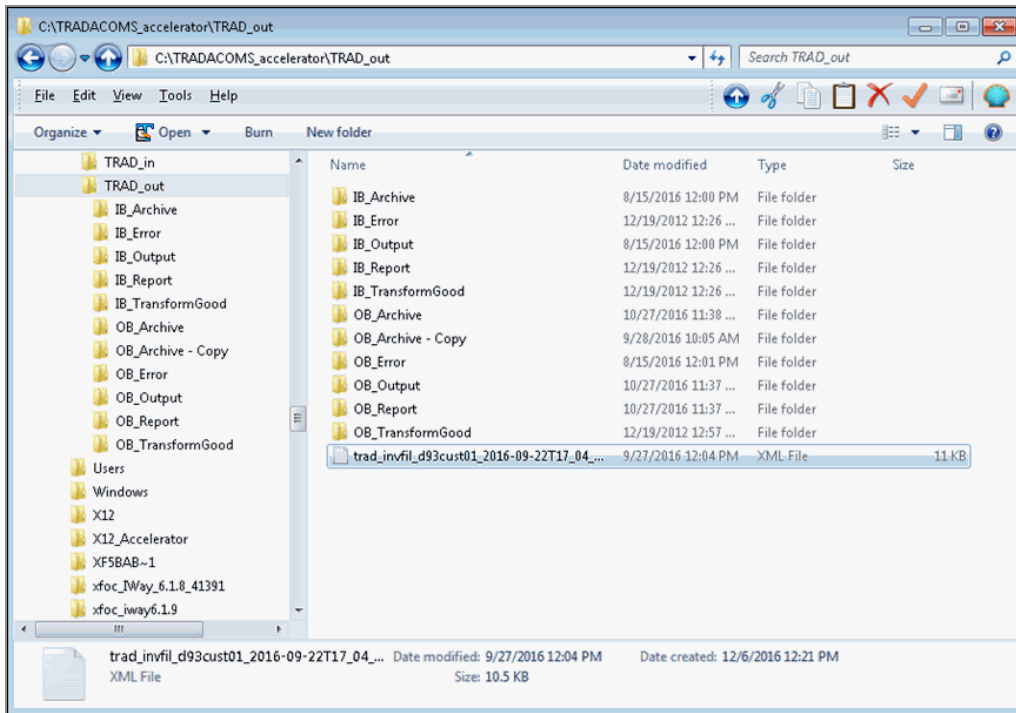 C:\TRADACOMS_accelerator\TRAD_out
C:\TRADACOMS_accelerator\TRAD_out
Search TRAD_out
File Edit View Tools Help
Organize Open Burn New folder
TRAD_in
TRAD_out
IB_Archive
IB_Error
IB_Output
IB_Report
IB_TransformGood
OB_Archive
OB_Archive - Copy
OB_Error
OB_Output
OB_Report
OB_TransformGood
Users
Windows
X12
X12_Accelerator
XF5BAB~1
xfoc_IWay_6.1.8_41391
xfoc_iway6.1.9
Name Date modified Type Size
IB_Archive 8/15/2016 12:00 PM File folder
IB_Error 12/19/2012 12:26 ... File folder
IB_Output 8/15/2016 12:00 PM File folder
IB_Report 12/19/2012 12:26 ... File folder
IB_TransformGood 12/19/2012 12:26 ... File folder
OB_Archive 10/27/2016 11:38 ... File folder
OB_Archive - Copy 9/28/2016 10:05 AM File folder
OB_Error 8/15/2016 12:01 PM File folder
OB_Output 10/27/2016 11:37 ... File folder
OB_Report 10/27/2016 11:37 ... File folder
OB_TransformGood 12/19/2012 12:57 ... File folder
trad_invfil_d93cust01_2016-09-22T17_04_... 9/27/2016 12:04 PM XML File 11 KB
trad_invfil_d93cust01_2016-09-22T17_04_... Date modified: 9/27/2016 12:04 PM Date created: 12/6/2016 12:21 PM
XML File Size: 10.5 KB